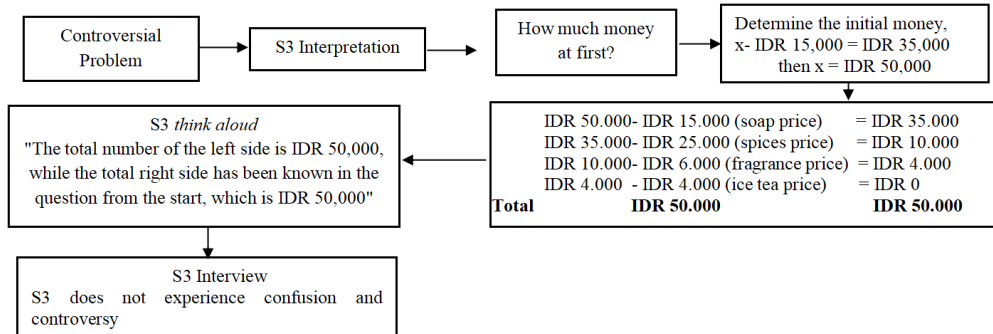 Controversial
Problem
S3 Interpretation
How much money
at first?
Determine the initial money,
x- IDR 15,000 = IDR 35,000
then x = IDR 50,000
IDR 50.000- IDR 15.000 (soap price) = IDR 35.000
IDR 35.000- IDR 25.000 (spices price) = IDR 10.000
IDR 10.000- IDR 6.000 (fragrance price) = IDR 4.000
IDR 4.000 - IDR 4.000 (ice tea price) = IDR 0
Total IDR 50.000 IDR 50.000
S3 think aloud
"The total number of the left side is IDR 50,000,
while the total right side has been known in the
question from the start, which is IDR 50,000"
S3 Interview
S3 does not experience confusion and
controversy